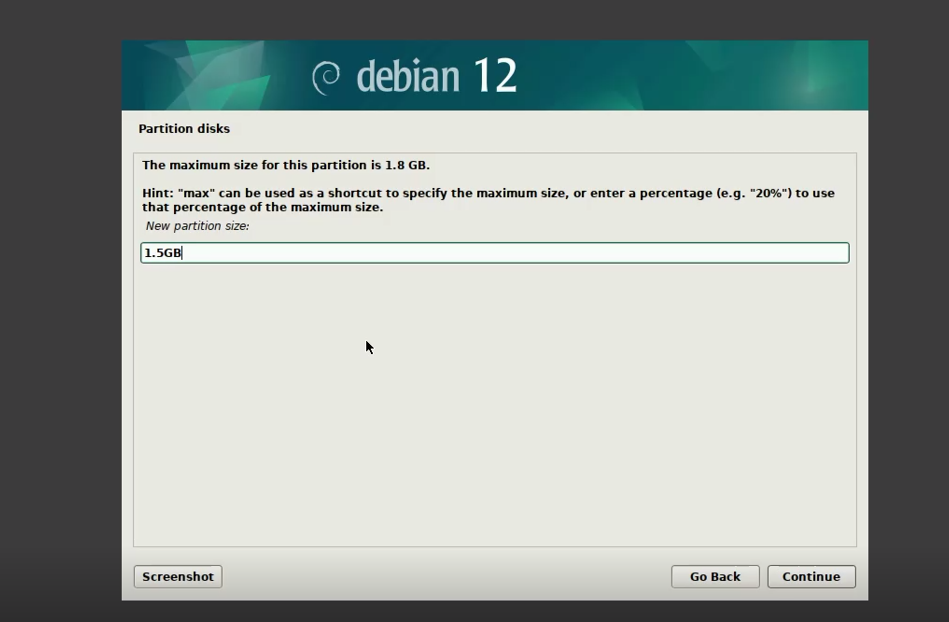 debian 12
Partition disks
The maximum size for this partition is 1.8 GB.
Hint: "max" can be used as a shortcut to specify the maximum size, or enter a percentage (e.g. "20%") to use
that percentage of the maximum size.
New partition size:
1.5GB
Screenshot
Go Back
Continue